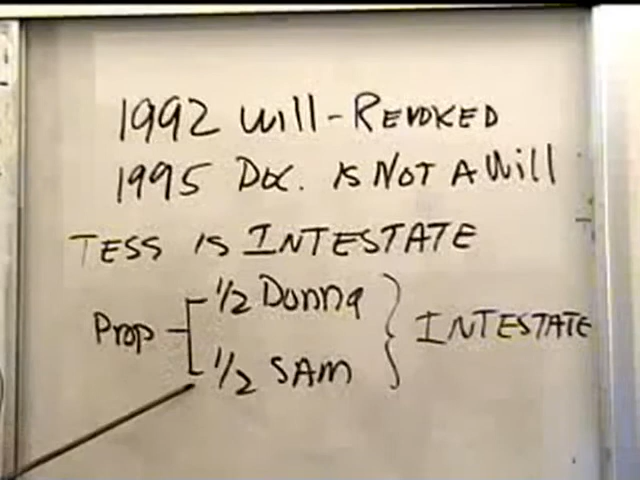 1992 Will - REVOKED
1995 Doc. IS NOT A Will
TESS IS INTESTATE
Prop
1/2 Donna
1/2 SAM
INTESTATE